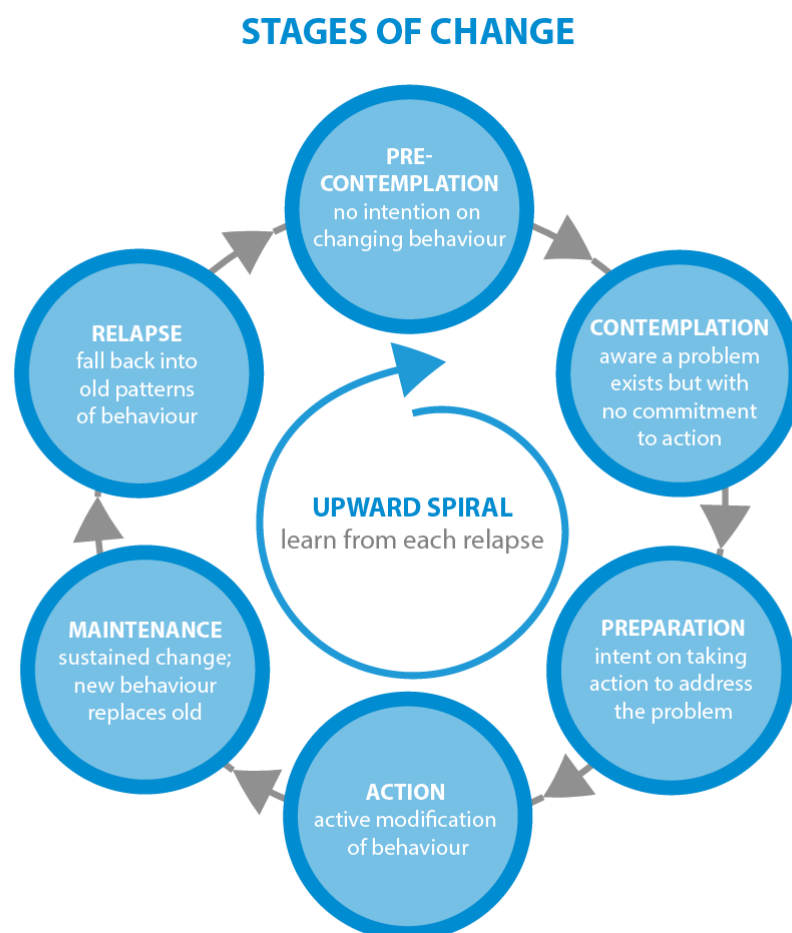 STAGES OF CHANGE
PRE-
CONTEMPLATION
no intention on
changing behaviour
CONTEMPLATION
aware a problem
exists but with
no commitment
to action
PREPARATION
intent on taking
action to address
the problem
ACTION
active modification
of behaviour
MAINTENANCE
sustained change;
new behaviour
replaces old
RELAPSE
fall back into
old patterns
of behaviour
UPWARD SPIRAL
learn from each relapse